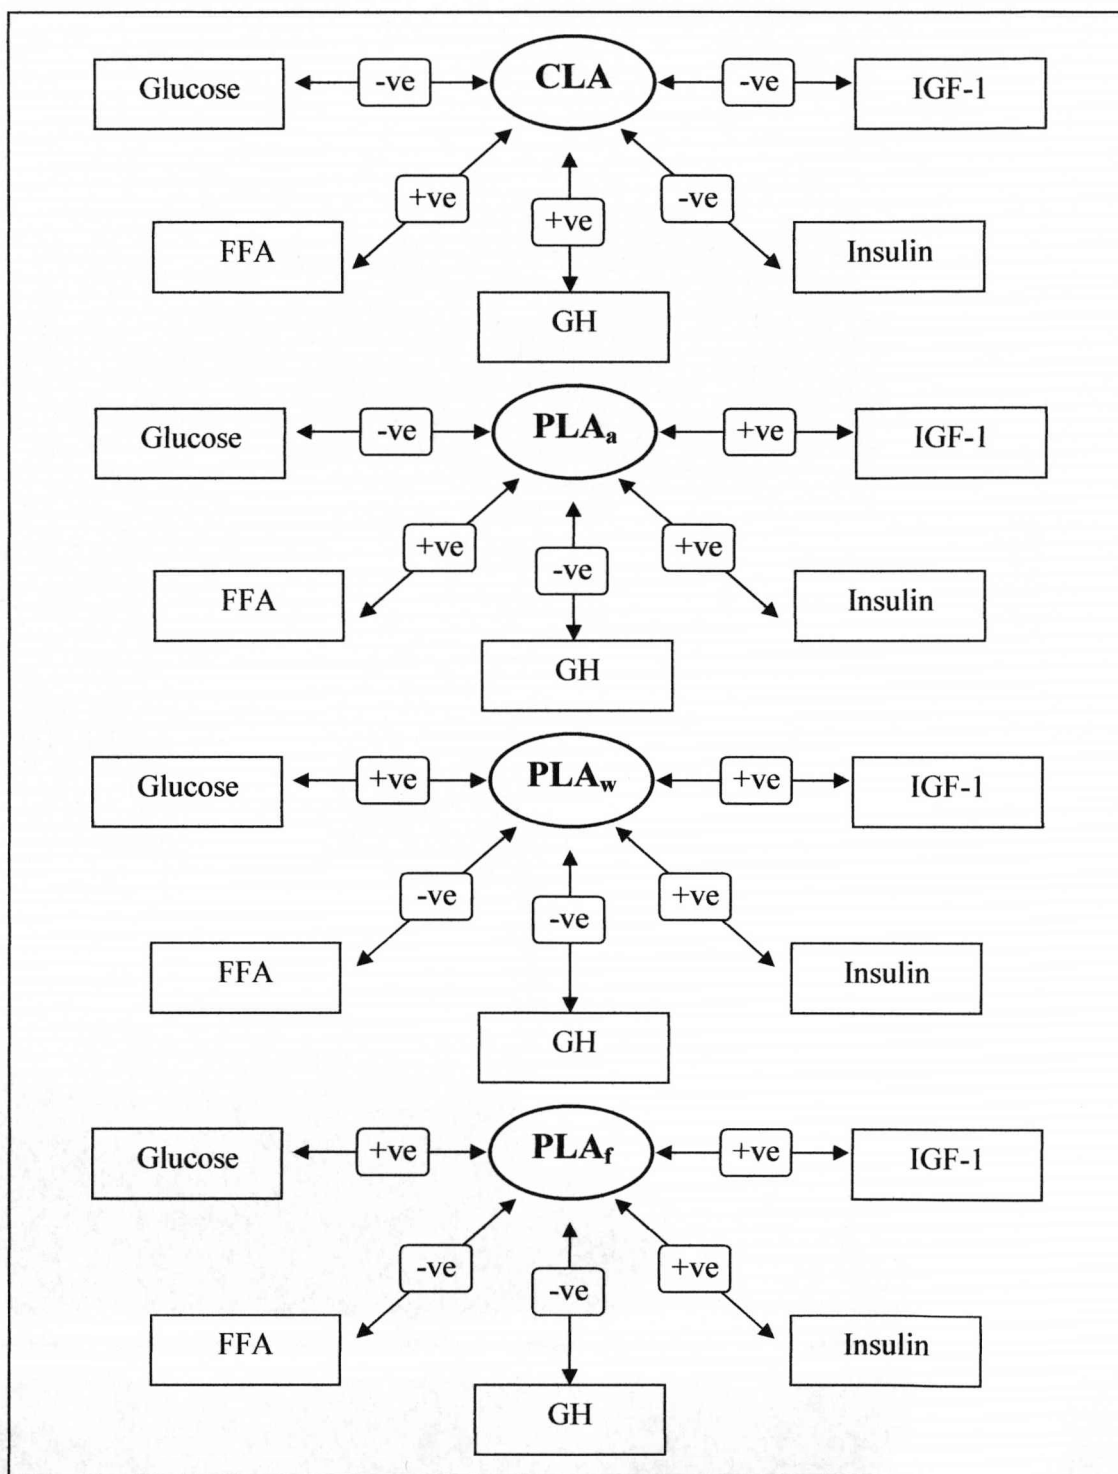 Glucose -ve CLA -ve IGF-1
+ve +ve -ve
FFA Insulin
GH
Glucose -ve PLAa +ve IGF-1
+ve -ve +ve
FFA Insulin
GH
Glucose +ve PLAw +ve IGF-1
-ve -ve +ve
FFA Insulin
GH
Glucose +ve PLAf +ve IGF-1
-ve -ve +ve
FFA Insulin
GH